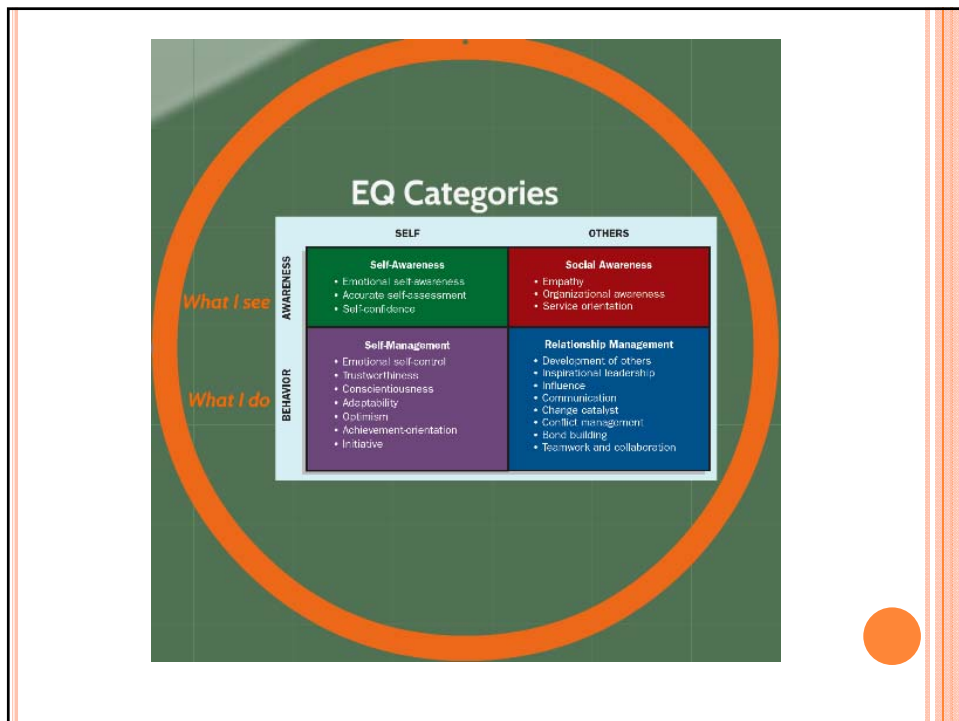 EQ Categories
SELF
OTHERS
AWARENESS
What I see
Self-Awareness
• Emotional self-awareness
• Accurate self-assessment
• Self-confidence
Social Awareness
• Empathy
• Organizational awareness
• Service orientation
BEHAVIOR
What I do
Self-Management
• Emotional self-control
• Trustworthiness
• Conscientiousness
• Adaptability
• Optimism
• Achievement-orientation
• Initiative
Relationship Management
• Development of others
• Inspirational leadership
• Influence
• Communication
• Change catalyst
• Conflict management
• Bond building
• Teamwork and collaboration